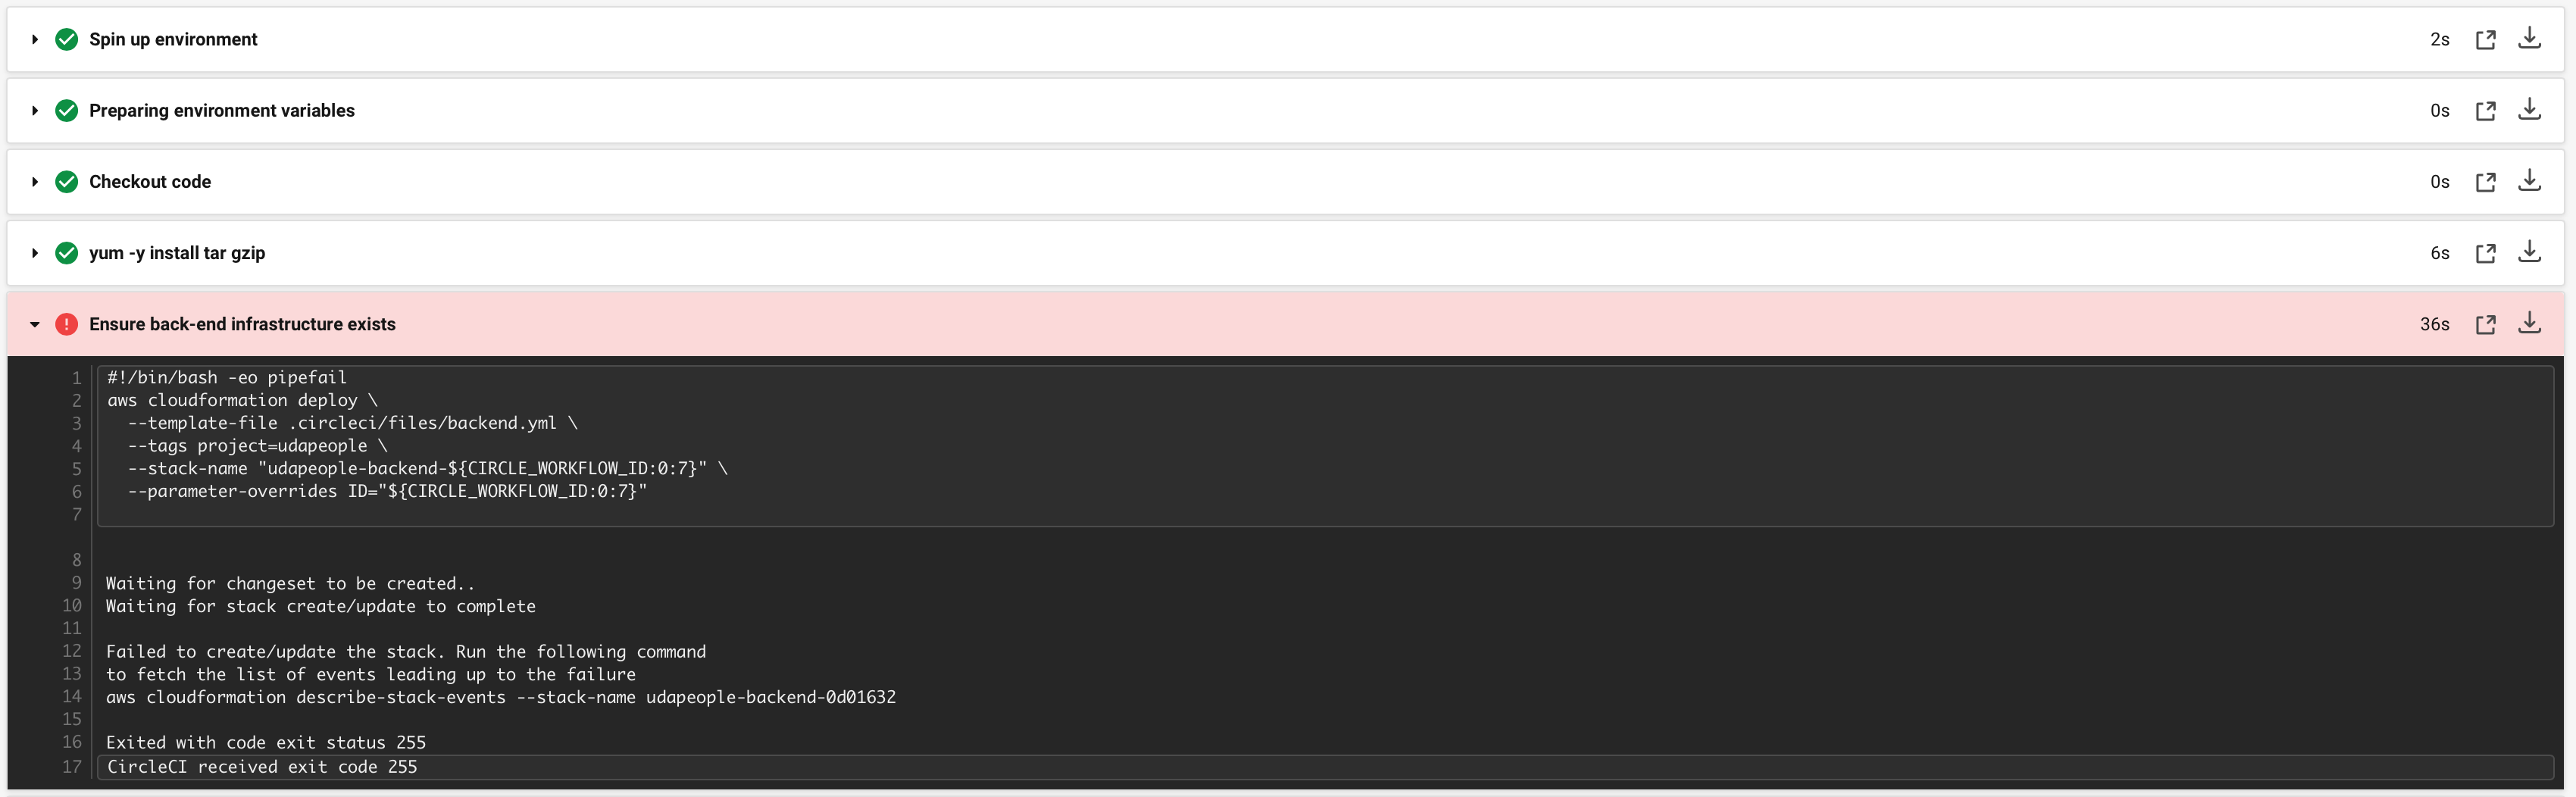 Spin up environment 2s
Preparing environment variables 0s
Checkout code 0s
yum -y install tar gzip 6s
Ensure back-end infrastructure exists 36s
1 #!/bin/bash -eo pipefail
2 aws cloudformation deploy \
3   --template-file .circleci/files/backend.yml \
4   --tags project=udapeople \
5   --stack-name "udapeople-backend-${CIRCLE_WORKFLOW_ID:0:7}" \
6   --parameter-overrides ID="${CIRCLE_WORKFLOW_ID:0:7}"
7
8
9 Waiting for changeset to be created..
10 Waiting for stack create/update to complete
11
12 Failed to create/update the stack. Run the following command
13 to fetch the list of events leading up to the failure
14 aws cloudformation describe-stack-events --stack-name udapeople-backend-0d01632
15
16 Exited with code exit status 255
17 CircleCI received exit code 255